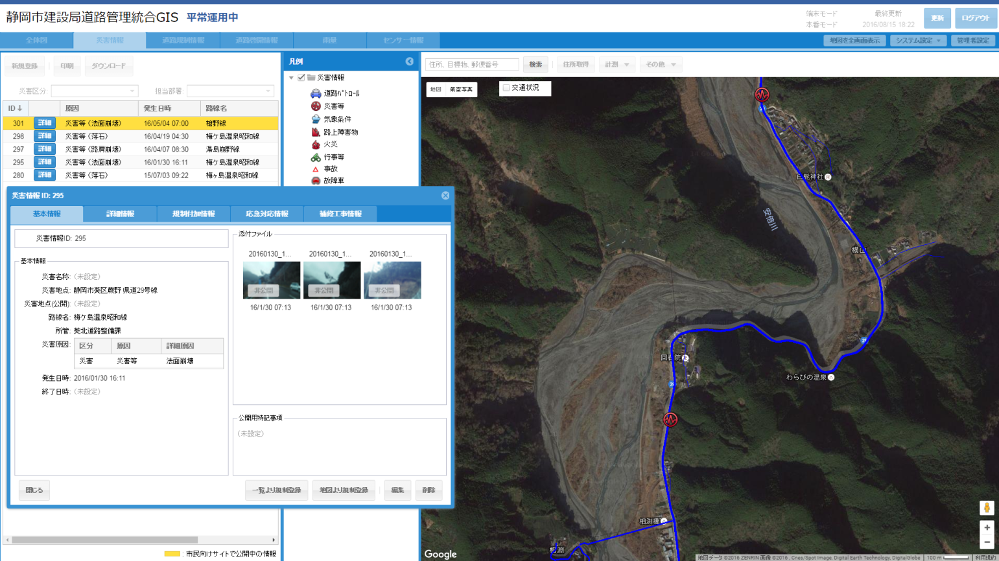 静岡市建設局道路管理統合GIS 平常運用中
端末モード 最終更新
本番モード 2016/08/15 18:22
更新 ログアウト
全体図 災害情報 道路規制情報 道路啓開情報 雨量 センサー情報
地図を全画面表示 システム設定 管理者設定
新規登録 印刷 ダウンロード
災害区分: 担当部署:
ID 原因 発生日時 路線名
301 詳細 災害等（法面崩壊） 16/05/04 07:00 樋野線
298 詳細 災害等（落石） 16/04/19 04:30 梅ケ島温泉昭和線
297 詳細 災害等（路肩崩壊） 16/04/07 08:30 湯島崩野線
295 詳細 災害等（法面崩壊） 16/01/30 16:11 梅ケ島温泉昭和線
280 詳細 災害等（落石） 15/07/03 09:22 梅ヶ島温泉昭和線
凡例
災害情報
道路ﾊﾟﾄﾛｰﾙ
災害等
気象条件
路上障害物
火災
行事等
事故
故障車
住所、目標物、郵便番号 検索 住所取得 計測 その他
地図 航空写真 交通状況
災害情報 ID: 295
基本情報 詳細情報 規制付加情報 応急対応情報 補修工事情報
災害情報ID: 295
基本情報
災害名称: （未設定）
災害地点: 静岡市葵区蕨野 県道29号線
災害地点(公開): （未設定）
路線名: 梅ケ島温泉昭和線
所管: 葵北道路整備課
災害原因: 区分 原因 詳細原因
災害 災害等 法面崩壊
発生日時: 2016/01/30 16:11
終了日時: （未設定）
添付ファイル
20160130_1... 20160130_1... 20160130_1...
非公開 非公開 非公開
16/1/30 07:13 16/1/30 07:13 16/1/30 07:13
公開用特記事項
（未設定）
閉じる 一覧より規制登録 地図より規制登録 編集 削除
: 市民向けサイトで公開中の情報
白髭神社
安倍川
横山
29
回春院
29
わらびの温泉
相渕橋
相淵
Google
地図データ ©2016 ZENRIN 画像 ©2016 , Cnes/Spot Image, Digital Earth Technology, DigitalGlobe 100 m 利用規約